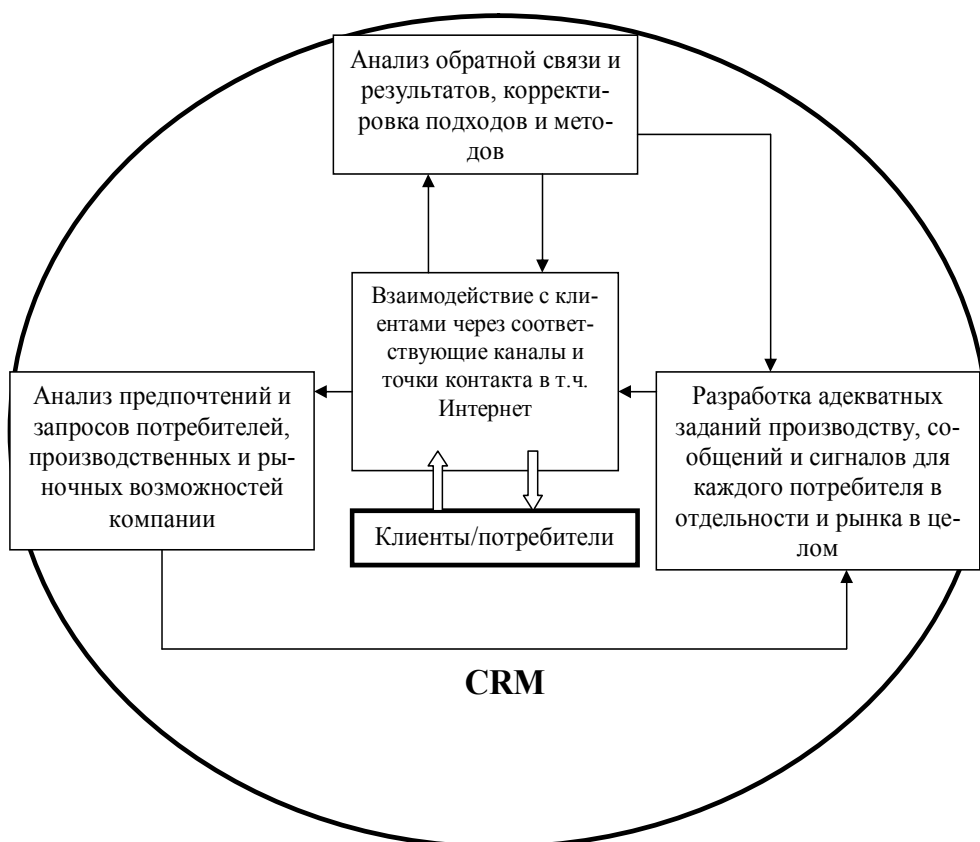 Анализ обратной связи и
результатов, корректи-
ровка подходов и мето-
дов
Взаимодействие с кли-
ентами через соответ-
ствующие каналы и
точки контакта в т.ч.
Интернет
Анализ предпочтений и
запросов потребителей,
производственных и ры-
ночных возможностей
компании
Разработка адекватных
заданий производству, со-
общений и сигналов для
каждого потребителя в
отдельности и рынка в це-
лом
Клиенты/потребители
CRM